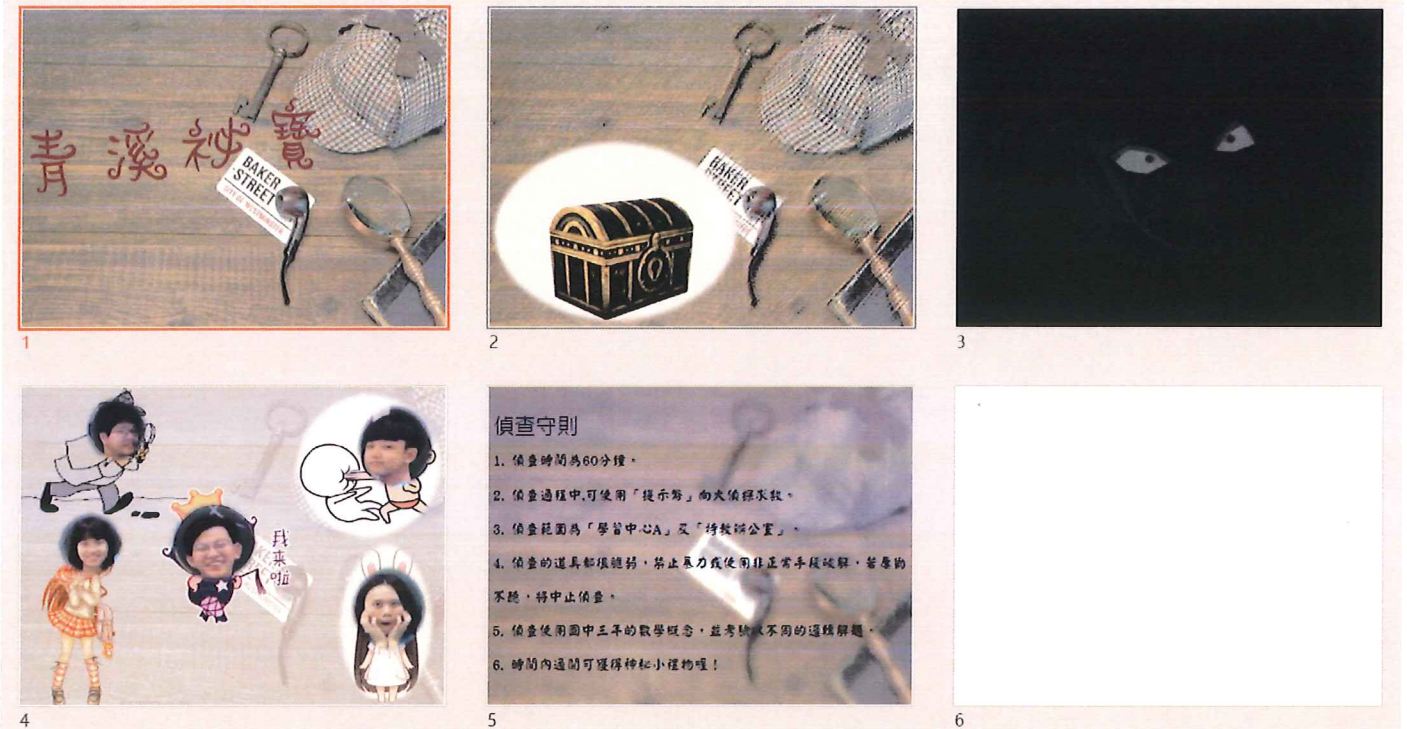 青溪祕寶
BAKER
STREET
CITY OF WESTMINSTER
1
BAKER
STREET
2
3
我来啦
4
偵查守則
1. 偵查時間為60分鐘。
2. 偵查過程中,可使用「提示幣」向大偵探求救。
3. 偵查範圍為「學習中心A」及「特教辦公室」。
4. 偵查的道具都很脆弱,禁止暴力或使用非正常手段破解,若屢勸
不聽,將中止偵查。
5. 偵查使用國中三年的數學概念,並考驗以不同的邏輯解題。
6. 時間內過關可獲得神秘小禮物喔!
5
6